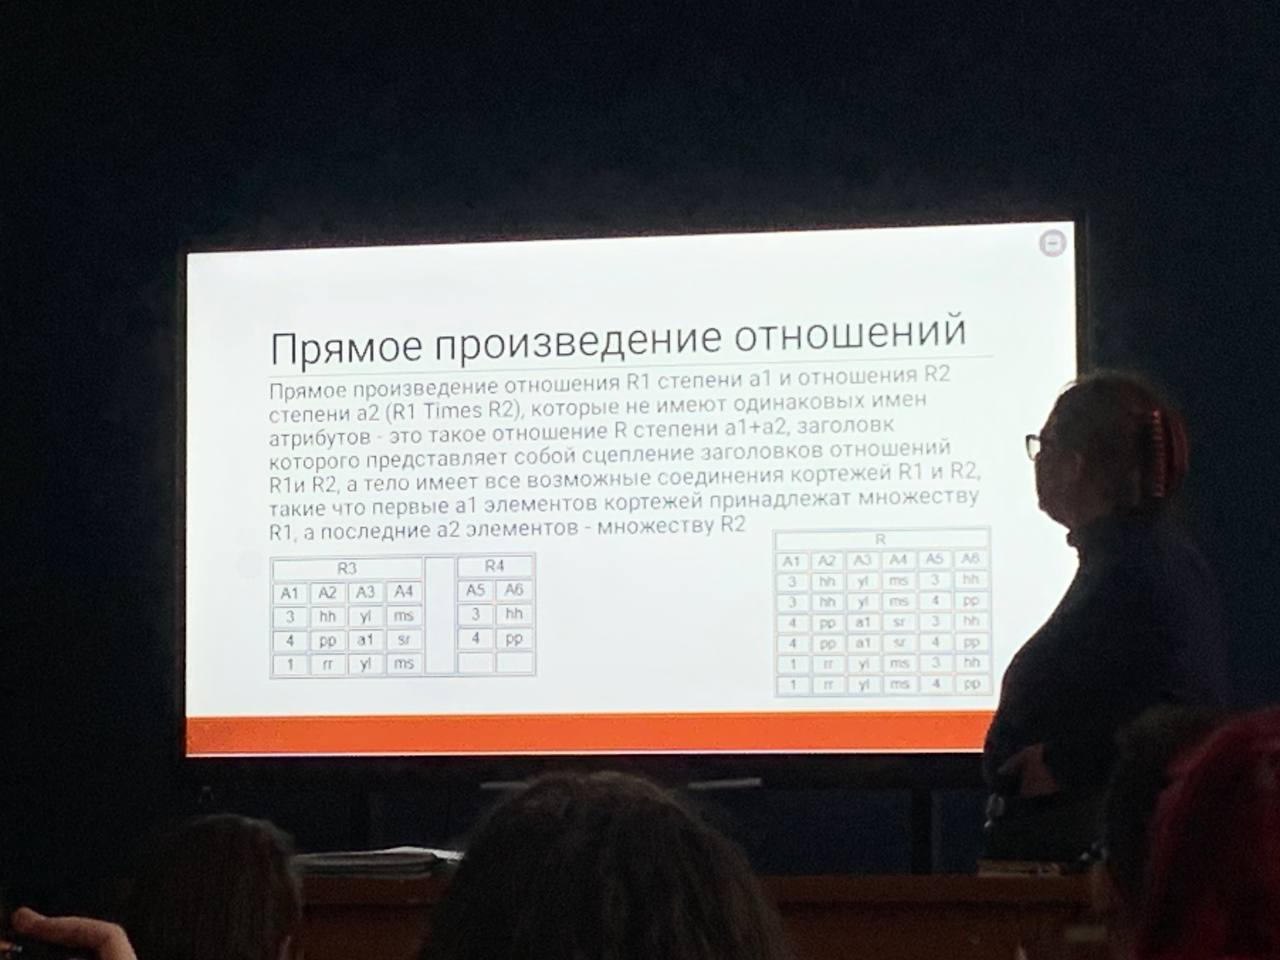 Прямое произведение отношений
Прямое произведение отношения R1 степени a1 и отношения R2
степени a2 (R1 Times R2), которые не имеют одинаковых имен
атрибутов - это такое отношение R степени a1+a2, заголовк
которого представляет собой сцепление заголовков отношений
R1и R2, а тело имеет все возможные соединения кортежей R1 и R2,
такие что первые a1 элементов кортежей принадлежат множеству
R1, а последние a2 элементов - множеству R2
R3 R4
A1 A2 A3 A4 A5 A6
3 hh yl ms 3 hh
4 pp a1 sr 4 pp
1 rr yl ms
R
A1 A2 A3 A4 A5 A6
3 hh yl ms 3 hh
3 hh yl ms 4 pp
4 pp a1 sr 3 hh
4 pp a1 sr 4 pp
1 rr yl ms 3 hh
1 rr yl ms 4 pp